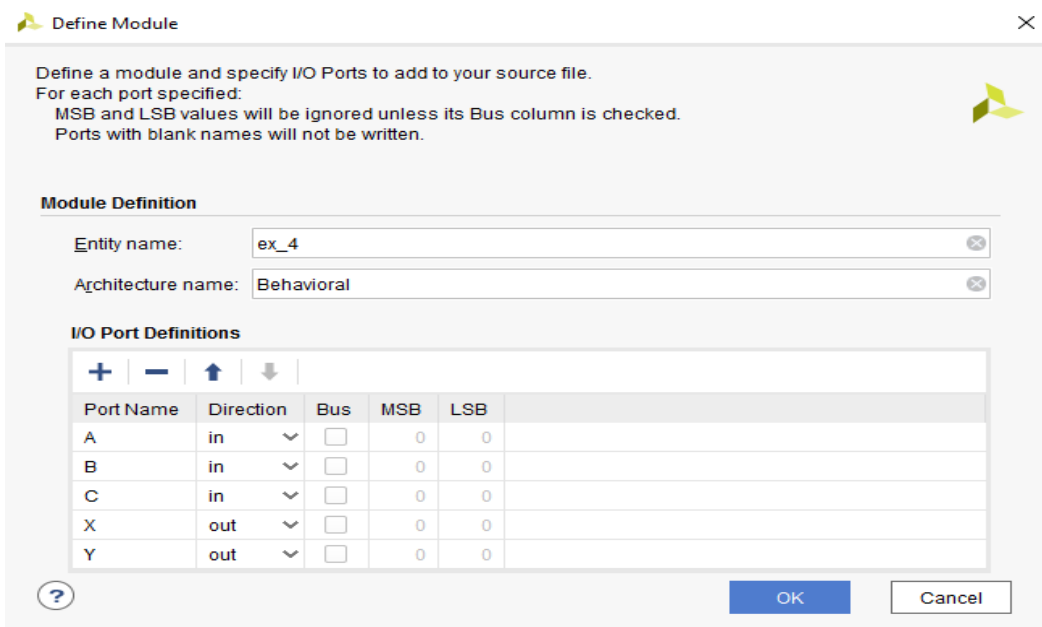 Define Module
Define a module and specify I/O Ports to add to your source file.
For each port specified:
MSB and LSB values will be ignored unless its Bus column is checked.
Ports with blank names will not be written.
Module Definition
Entity name: ex_4
Architecture name: Behavioral
I/O Port Definitions
Port Name Direction Bus MSB LSB
A in 0 0
B in 0 0
C in 0 0
X out 0 0
Y out 0 0
? OK Cancel